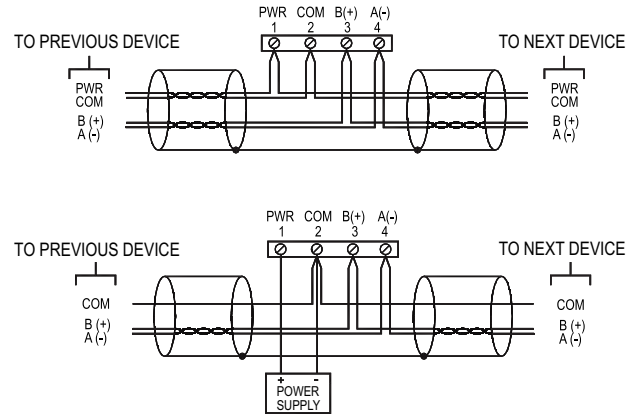 PWR COM B(+) A(-)
1 2 3 4
TO PREVIOUS DEVICE TO NEXT DEVICE
PWR PWR
COM COM
B (+) B (+)
A (-) A (-)
PWR COM B(+) A(-)
1 2 3 4
TO PREVIOUS DEVICE TO NEXT DEVICE
COM COM
B (+) B (+)
A (-) A (-)
+ -
POWER
SUPPLY